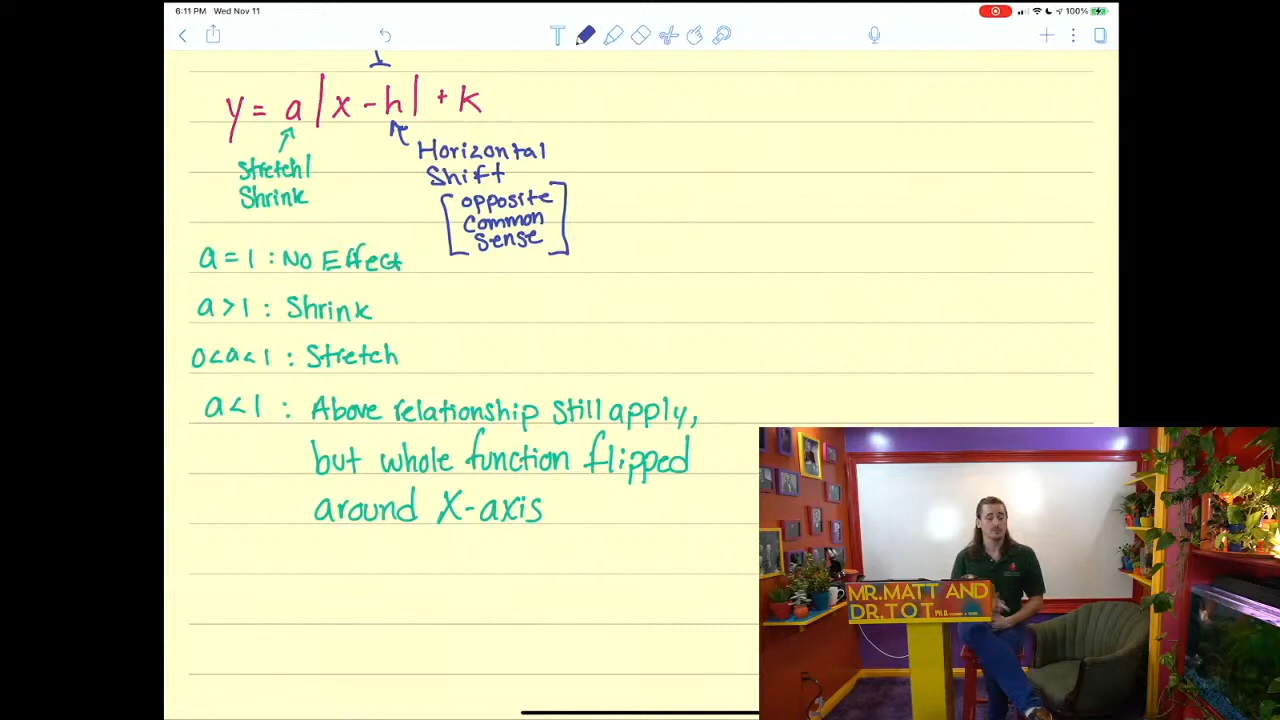 6:11 PM Wed Nov 11
100%
T
y = a|x - h| + k
Stretch/
Shrink
Horizontal
Shift
[opposite
Common
Sense]
a = 1 : No Effect
a > 1 : Shrink
0 < a < 1 : Stretch
a < 1 : Above relationship still apply,
but whole function flipped
around x-axis
MR.MATT AND
DR.TOT PH.D.